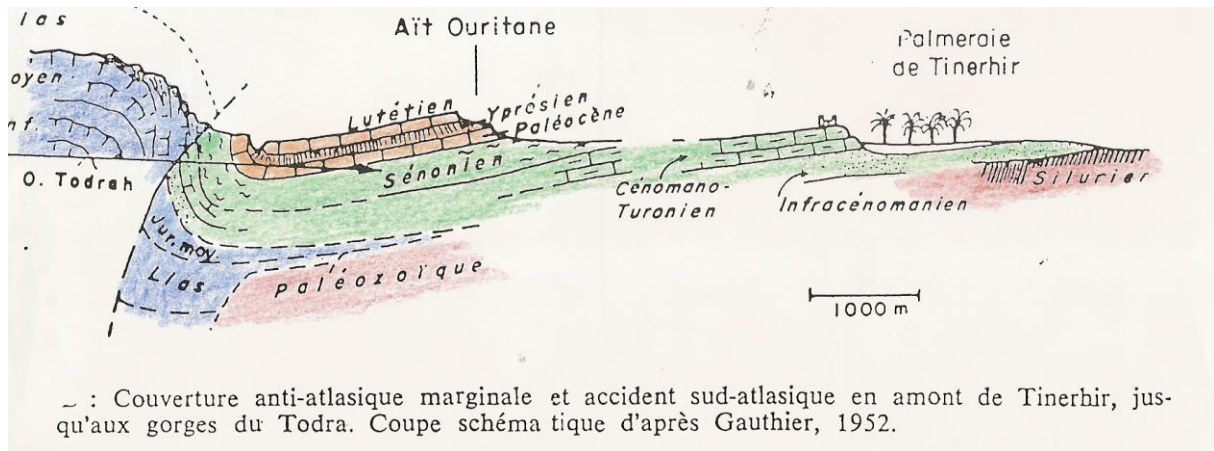 las
oyen
nf.
O. Todrah
Aït Ouritane
Lutétien
Yprésien
Paléocène
Sénonien
Jur. moy.
Lias
Paléozoïque
Palmeraie
de Tinerhir
Cénomano-
Turonien
Infracénomanien
Silurien
1000 m
: Couverture anti-atlasique marginale et accident sud-atlasique en amont de Tinerhir, jus-
qu'aux gorges du Todra. Coupe schéma tique d'après Gauthier, 1952.